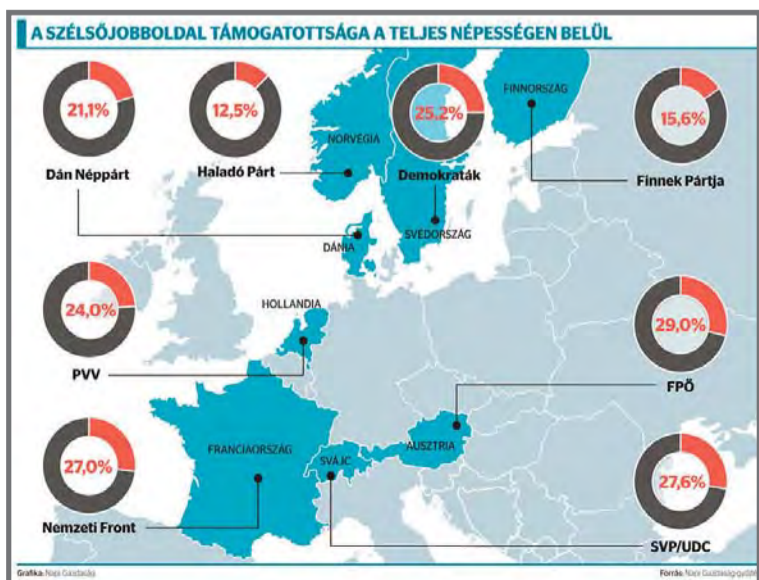 A SZÉLSŐJOBBOLDAL TÁMOGATOTTSÁGA A TELJES NÉPESSÉGEN BELÜL
21,1%
Dán Néppárt
12,5%
Haladó Párt
25,2%
Demokraták
15,6%
Finnek Pártja
NORVÉGIA
FINNORSZÁG
SVÉDORSZÁG
DÁNIA
24,0%
PVV
HOLLANDIA
29,0%
FPÖ
27,0%
Nemzeti Front
FRANCIAORSZÁG
SVÁJC
AUSZTRIA
27,6%
SVP/UDC
Grafika: Napi Gazdaság
Forrás: Napi Gazdaság-gyűjtés